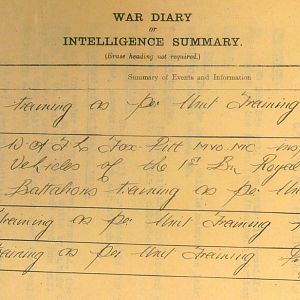 WAR DIARY
or
INTELLIGENCE SUMMARY.
(Erase heading not required.)
Summary of Events and Information
training as per Unit Training
Fox-Pitt MVO. MC. ins
Vehicles of the 1st Bn Royal
Battalions training as per Un
Training as per Unit Training
Training as per Unit Training